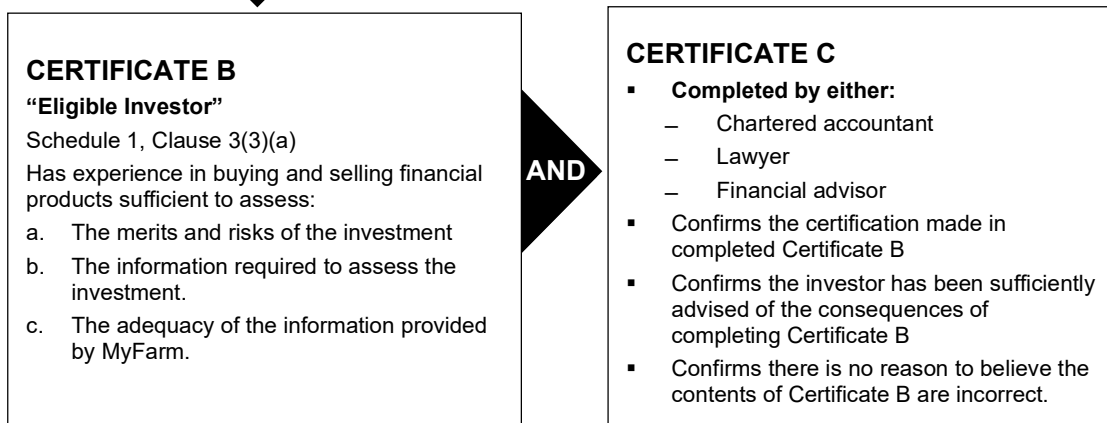 CERTIFICATE B
“Eligible Investor”
Schedule 1, Clause 3(3)(a)
Has experience in buying and selling financial
products sufficient to assess:
a. The merits and risks of the investment
b. The information required to assess the
investment.
c. The adequacy of the information provided
by MyFarm.
AND
CERTIFICATE C
▪ Completed by either:
– Chartered accountant
– Lawyer
– Financial advisor
▪ Confirms the certification made in
completed Certificate B
▪ Confirms the investor has been sufficiently
advised of the consequences of
completing Certificate B
▪ Confirms there is no reason to believe the
contents of Certificate B are incorrect.